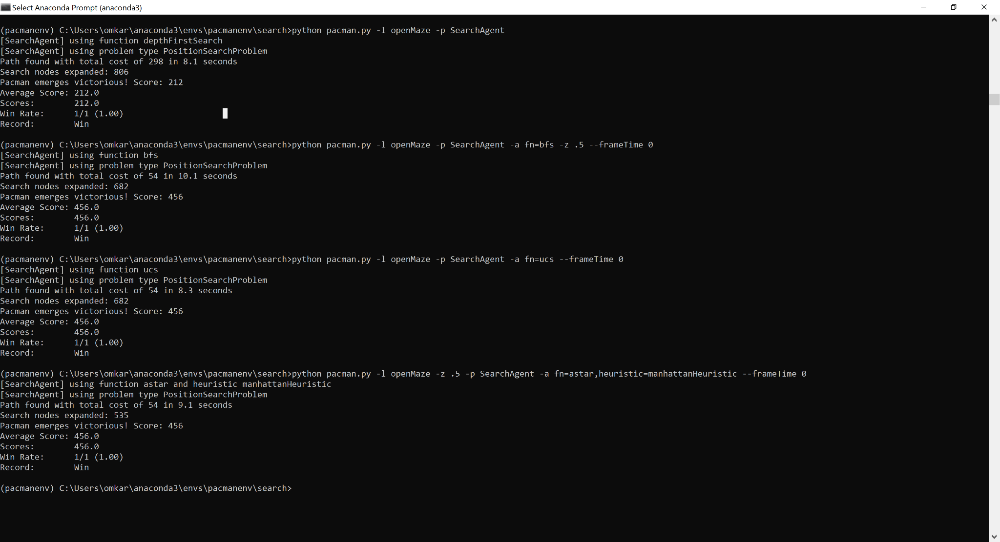 Select Anaconda Prompt (anaconda3)
(pacmanenv) C:\Users\omkar\anaconda3\envs\pacmanenv\search>python pacman.py -l openMaze -p SearchAgent
[SearchAgent] using function depthFirstSearch
[SearchAgent] using problem type PositionSearchProblem
Path found with total cost of 298 in 8.1 seconds
Search nodes expanded: 806
Pacman emerges victorious! Score: 212
Average Score: 212.0
Scores:        212.0
Win Rate:      1/1 (1.00)
Record:        Win
(pacmanenv) C:\Users\omkar\anaconda3\envs\pacmanenv\search>python pacman.py -l openMaze -p SearchAgent -a fn=bfs -z .5 --frameTime 0
[SearchAgent] using function bfs
[SearchAgent] using problem type PositionSearchProblem
Path found with total cost of 54 in 10.1 seconds
Search nodes expanded: 682
Pacman emerges victorious! Score: 456
Average Score: 456.0
Scores:        456.0
Win Rate:      1/1 (1.00)
Record:        Win
(pacmanenv) C:\Users\omkar\anaconda3\envs\pacmanenv\search>python pacman.py -l openMaze -p SearchAgent -a fn=ucs --frameTime 0
[SearchAgent] using function ucs
[SearchAgent] using problem type PositionSearchProblem
Path found with total cost of 54 in 8.3 seconds
Search nodes expanded: 682
Pacman emerges victorious! Score: 456
Average Score: 456.0
Scores:        456.0
Win Rate:      1/1 (1.00)
Record:        Win
(pacmanenv) C:\Users\omkar\anaconda3\envs\pacmanenv\search>python pacman.py -l openMaze -z .5 -p SearchAgent -a fn=astar,heuristic=manhattanHeuristic --frameTime 0
[SearchAgent] using function astar and heuristic manhattanHeuristic
[SearchAgent] using problem type PositionSearchProblem
Path found with total cost of 54 in 9.1 seconds
Search nodes expanded: 535
Pacman emerges victorious! Score: 456
Average Score: 456.0
Scores:        456.0
Win Rate:      1/1 (1.00)
Record:        Win
(pacmanenv) C:\Users\omkar\anaconda3\envs\pacmanenv\search>